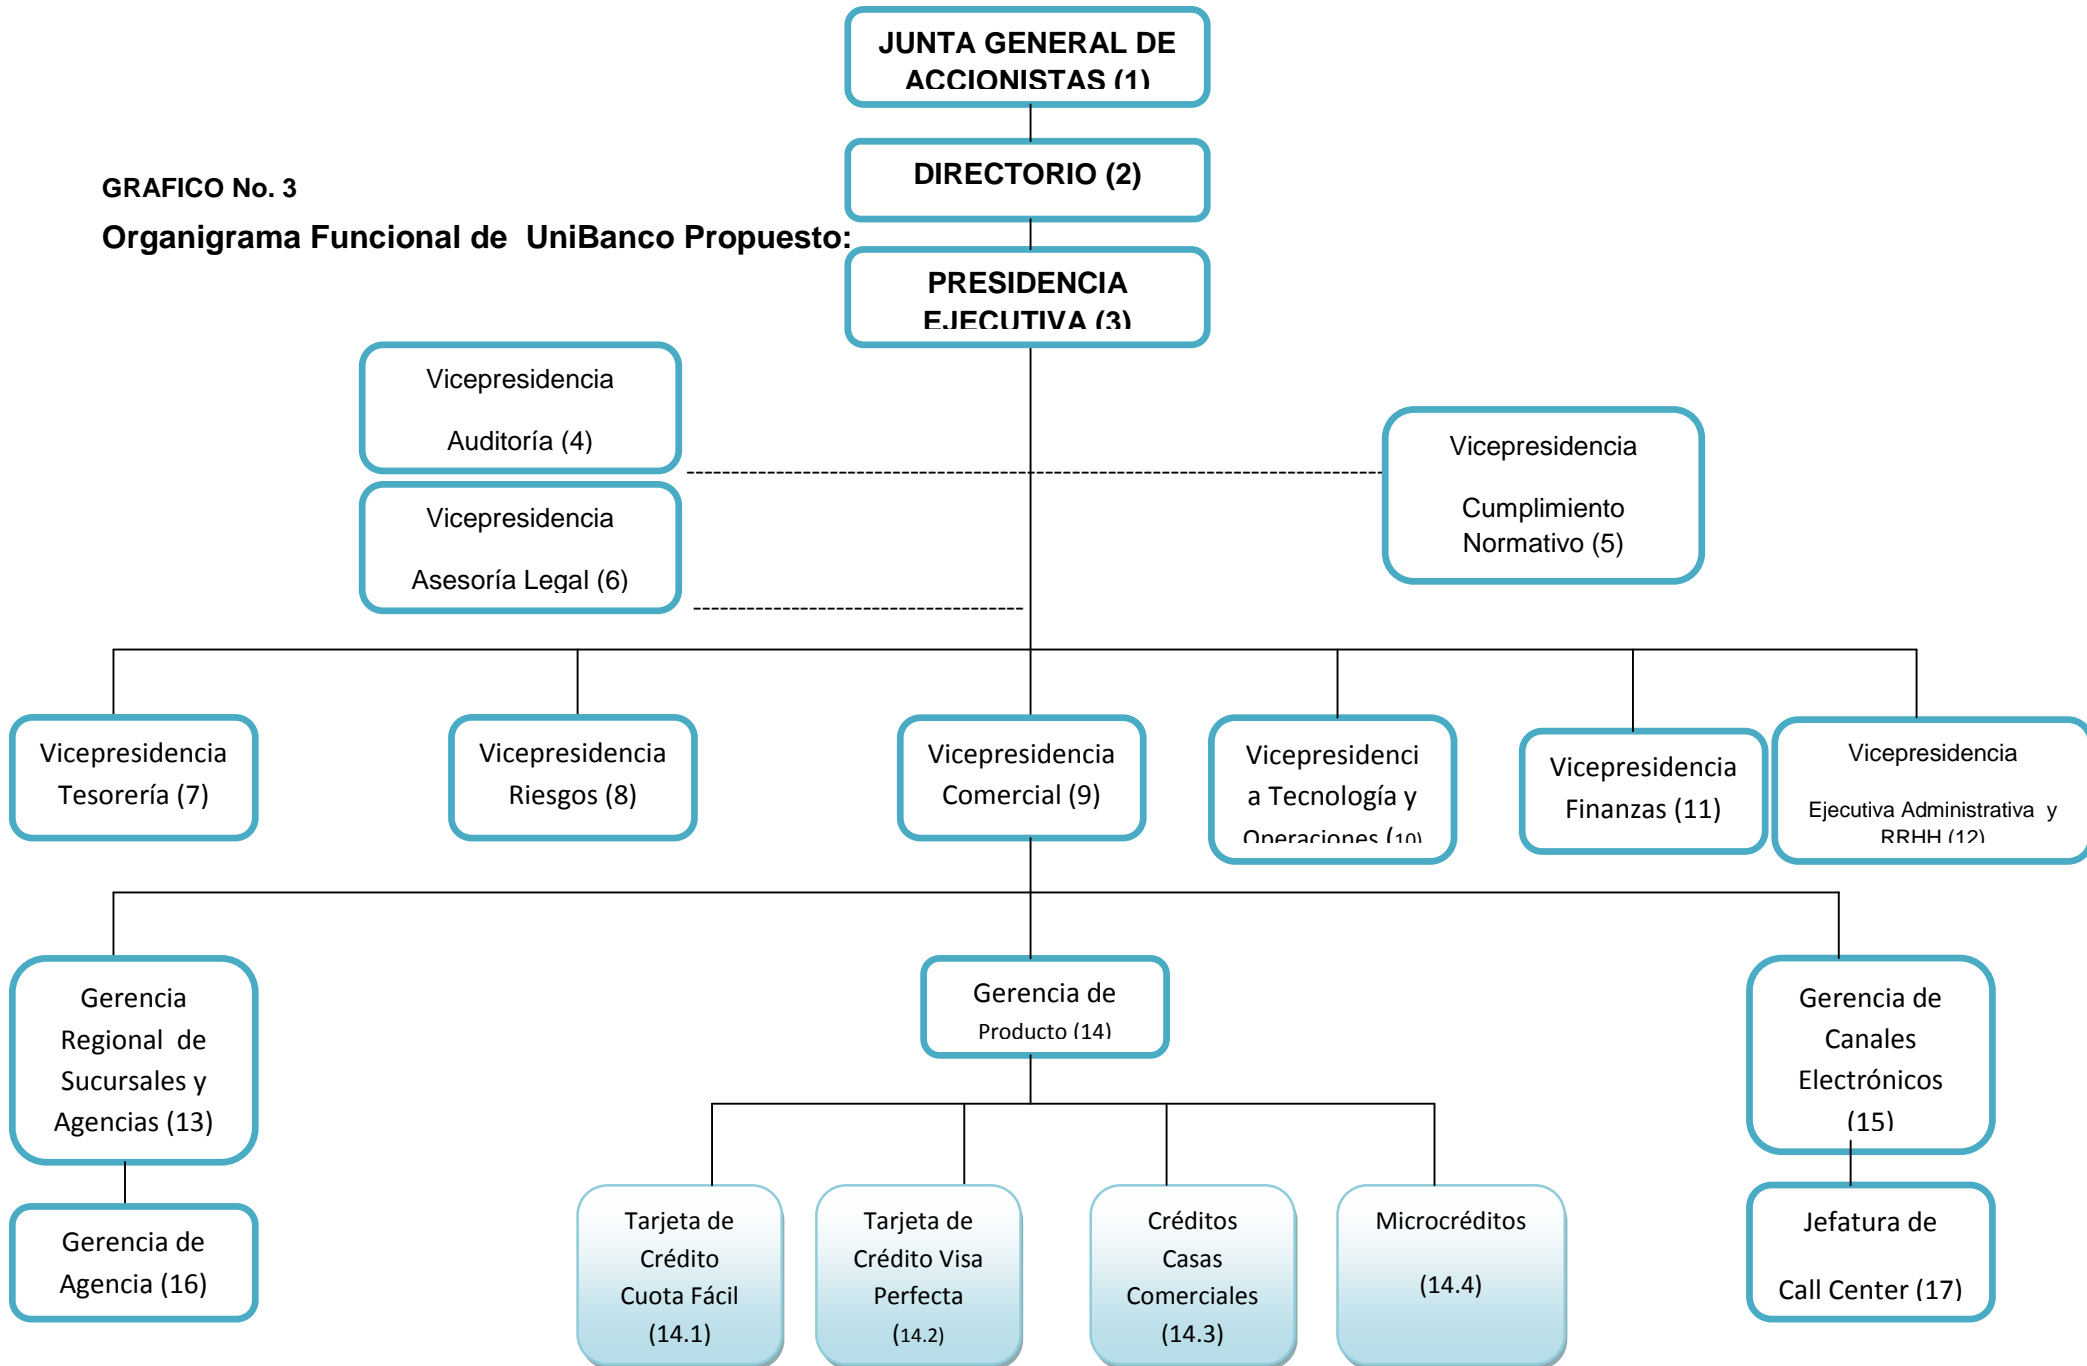 JUNTA GENERAL DE
ACCIONISTAS (1)
DIRECTORIO (2)
GRAFICO No. 3
Organigrama Funcional de  UniBanco Propuesto:
PRESIDENCIA
EJECUTIVA (3)
Vicepresidencia
Auditoría (4)
Vicepresidencia
Cumplimiento
Normativo (5)
Vicepresidencia
Asesoría Legal (6)
Vicepresidencia
Tesorería (7)
Vicepresidencia
Riesgos (8)
Vicepresidencia
Comercial (9)
Vicepresidenci
a Tecnología y
Operaciones (10)
Vicepresidencia
Finanzas (11)
Vicepresidencia
Ejecutiva Administrativa  y
RRHH (12)
Gerencia
Regional  de
Sucursales y
Agencias (13)
Gerencia de
Producto (14)
Gerencia de
Canales
Electrónicos
(15)
Gerencia de
Agencia (16)
Tarjeta de
Crédito
Cuota Fácil
(14.1)
Tarjeta de
Crédito Visa
Perfecta
(14.2)
Créditos
Casas
Comerciales
(14.3)
Microcréditos
(14.4)
Jefatura de
Call Center (17)